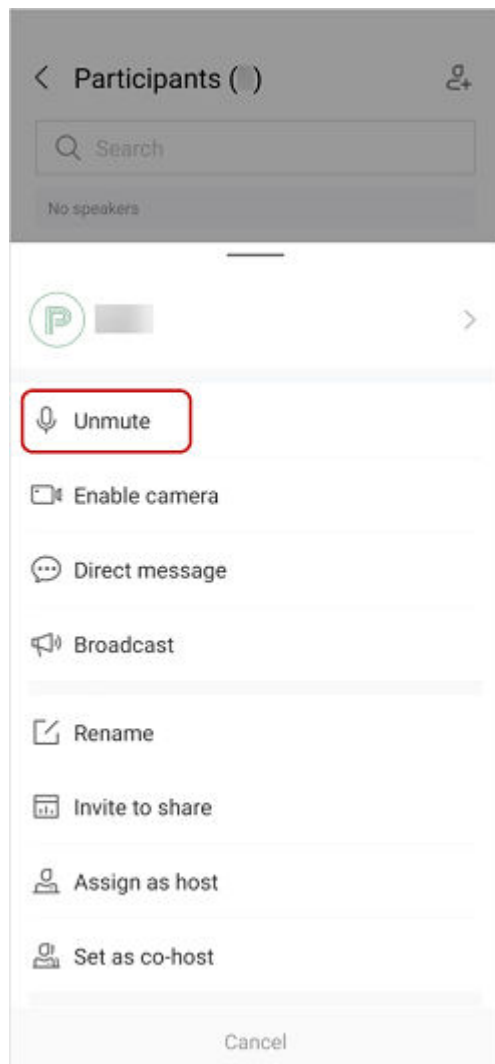 Participants ( )
Search
No speakers
P
Unmute
Enable camera
Direct message
Broadcast
Rename
Invite to share
Assign as host
Set as co-host
Cancel